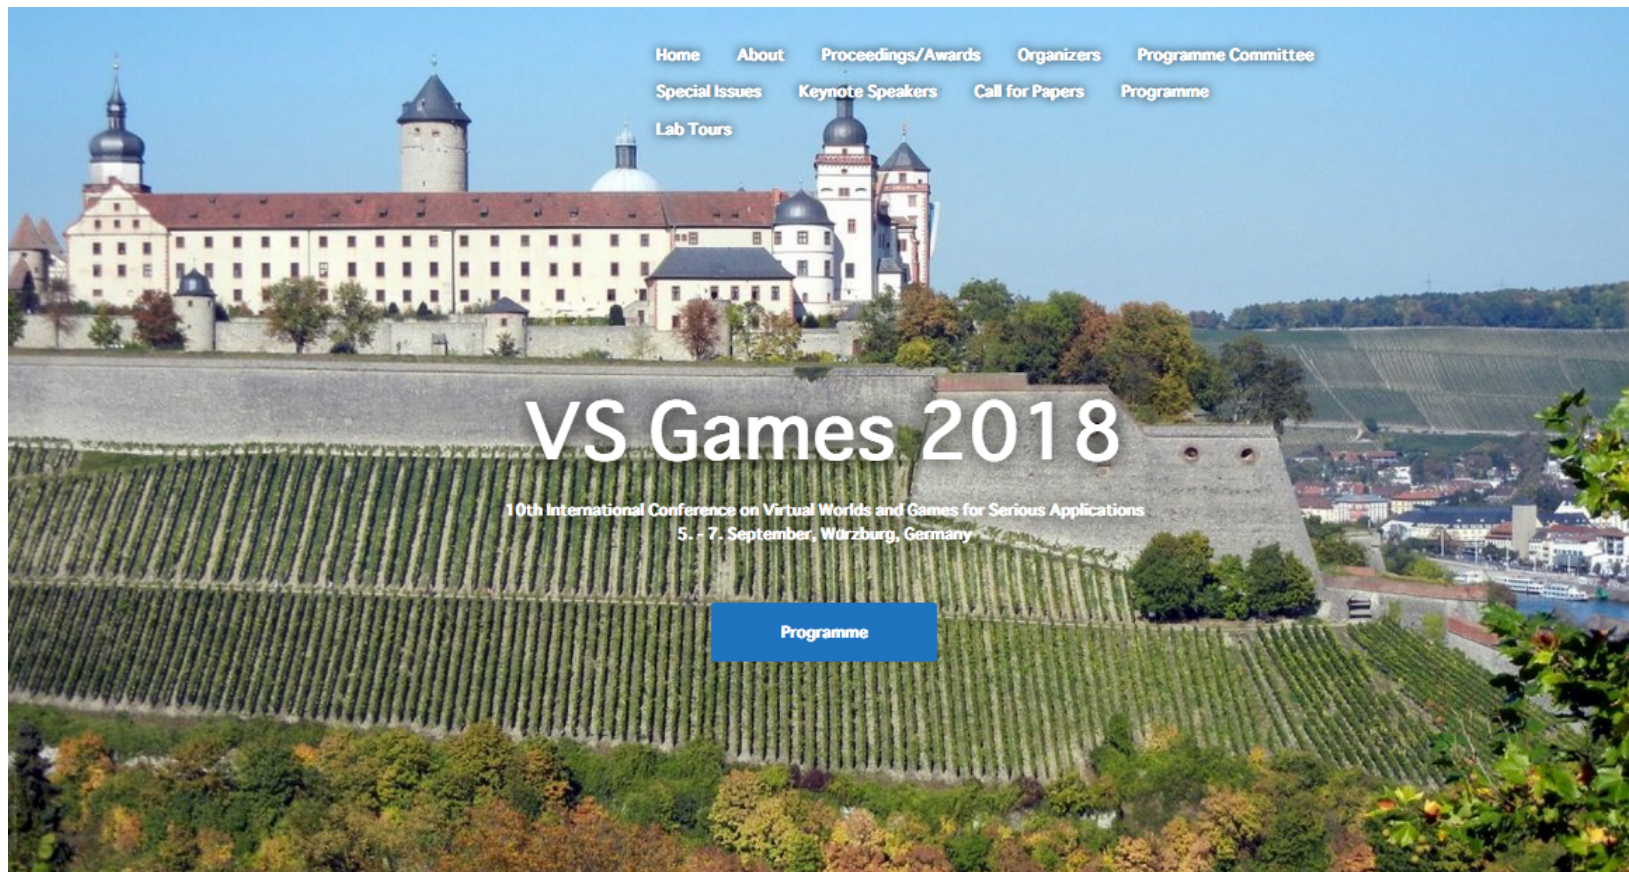 Home About Proceedings/Awards Organizers Programme Committee
Special Issues Keynote Speakers Call for Papers Programme
Lab Tours
VS Games 2018
10th International Conference on Virtual Worlds and Games for Serious Applications
5. - 7. September, Würzburg, Germany
Programme